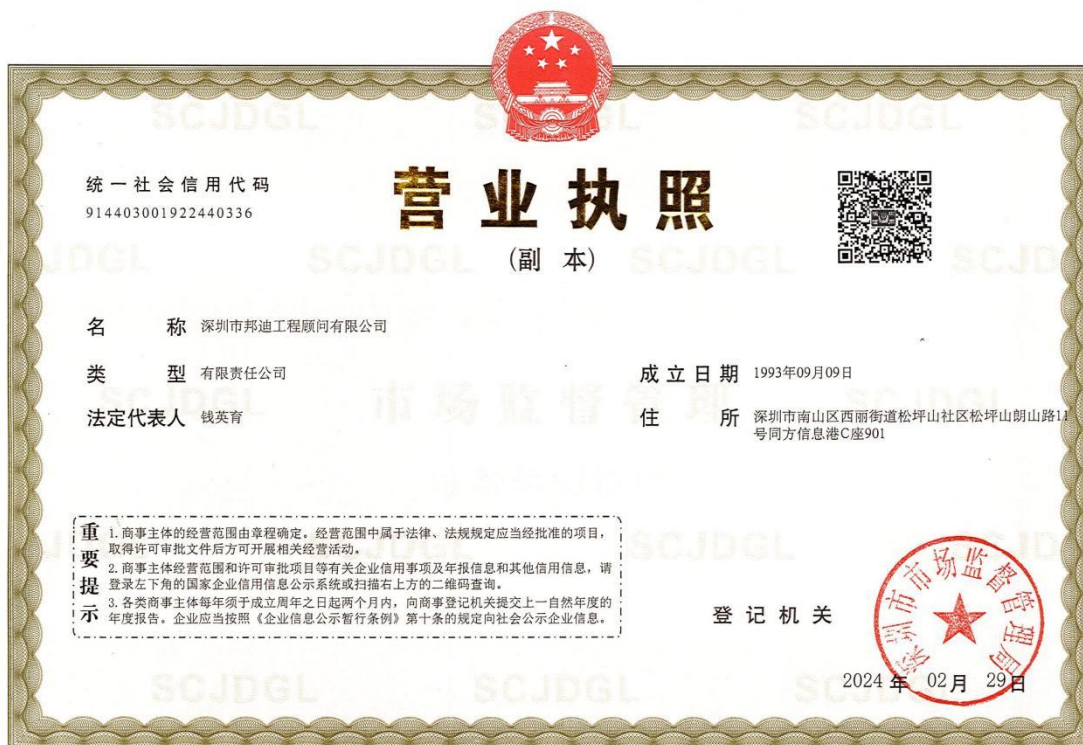 统一社会信用代码
914403001922440336
营业执照
(副 本)
名 称 深圳市邦迪工程顾问有限公司
类 型 有限责任公司
法定代表人 钱英育
成立日期 1993年09月09日
住 所 深圳市南山区西丽街道松坪山社区松坪山朗山路11
号同方信息港C座901
重要提示
1. 商事主体的经营范围由章程确定。经营范围中属于法律、法规规定应当经批准的项目,
取得许可审批文件后方可开展相关经营活动。
2. 商事主体经营范围和许可审批项目等有关企业信用事项及年报信息和其他信用信息,请
登录左下角的国家企业信用信息公示系统或扫描右上方的二维码查询。
3. 各类商事主体每年须于成立周年之日起两个月内,向商事登记机关提交上一自然年度的
年度报告。企业应当按照《企业信息公示暂行条例》第十条的规定向社会公示企业信息。
登记机关
深圳市市场监督管理局
2024 年 02 月 29 日
SCJDGL
市场监督管理